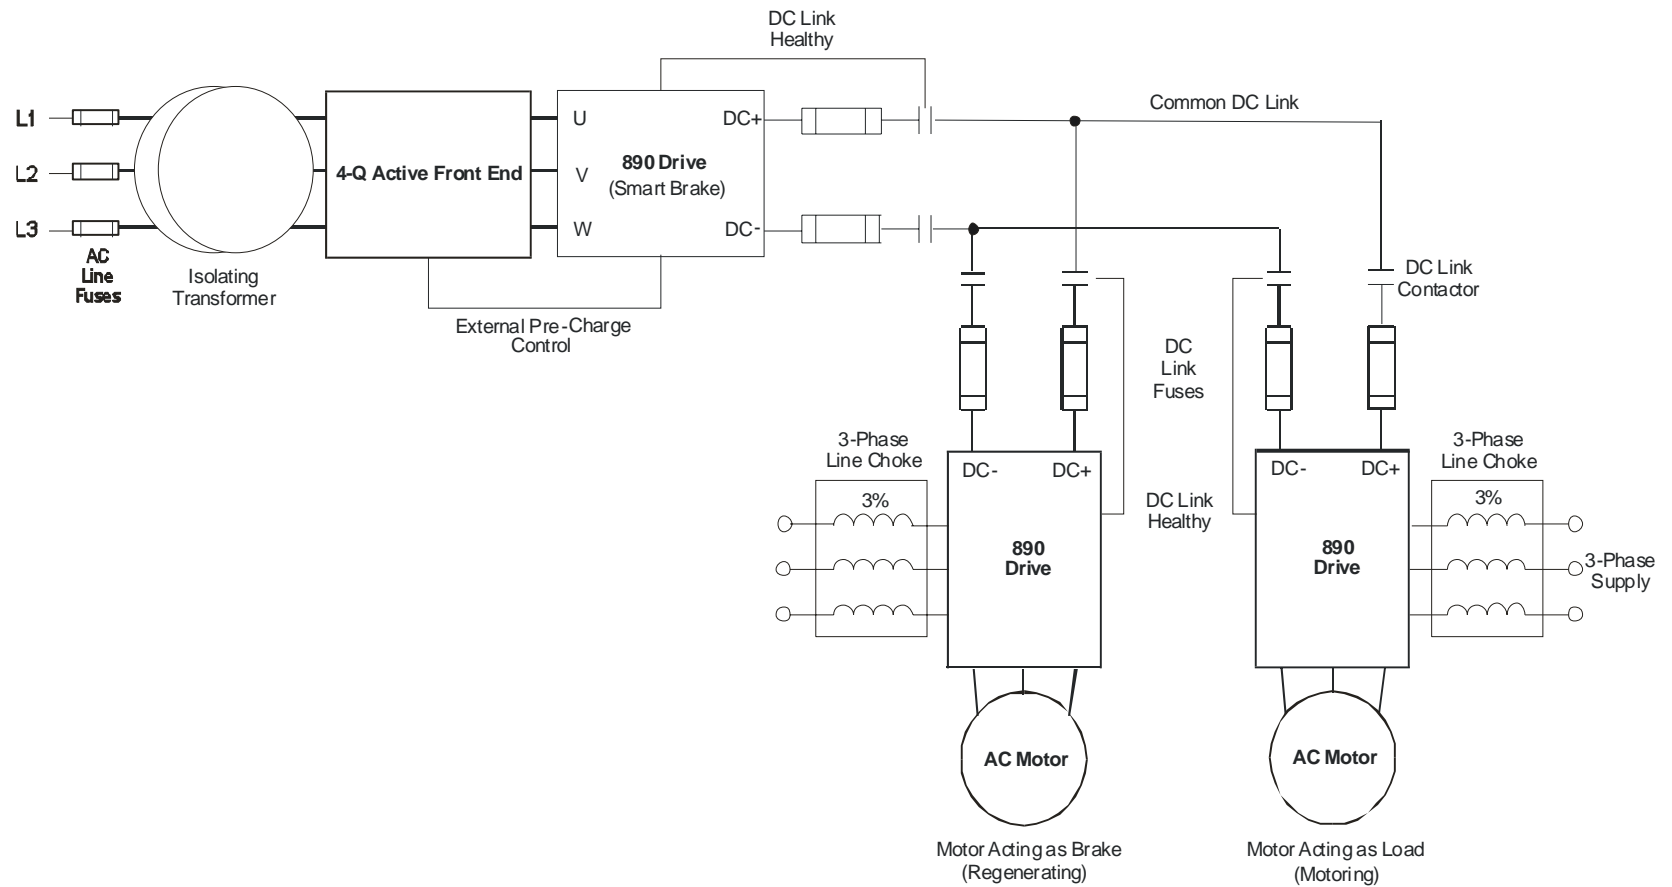 DC Link
Healthy
Common DC Link
L1
L2
L3
AC
Line
Fuses
Isolating
Transformer
4-Q Active Front End
U
V
W
890 Drive
(Smart Brake)
DC+
DC-
External Pre-Charge
Control
DC Link
Contactor
DC
Link
Fuses
3-Phase
Line Choke
3%
DC-
DC+
890
Drive
DC Link
Healthy
DC-
DC+
890
Drive
3-Phase
Line Choke
3%
3-Phase
Supply
AC Motor
AC Motor
Motor Acting as Brake
(Regenerating)
Motor Acting as Load
(Motoring)